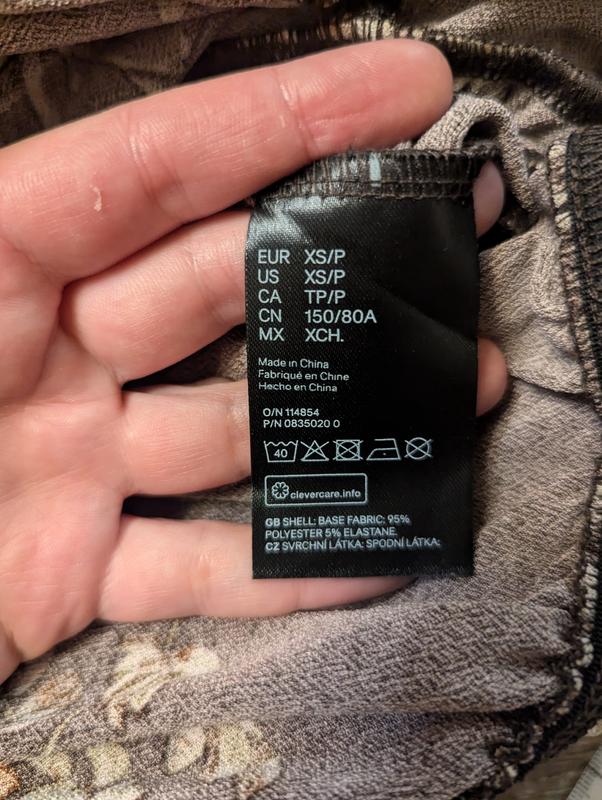 EUR XS/P
US XS/P
CA TP/P
CN 150/80A
MX XCH.
Made in China
Fabriqué en Chine
Hecho en China
O/N 114854
P/N 0835020 0
40
clevercare.info
GB SHELL: BASE FABRIC: 95%
POLYESTER 5% ELASTANE.
CZ SVRCHNÍ LÁTKA: SPODNÍ LÁTKA: